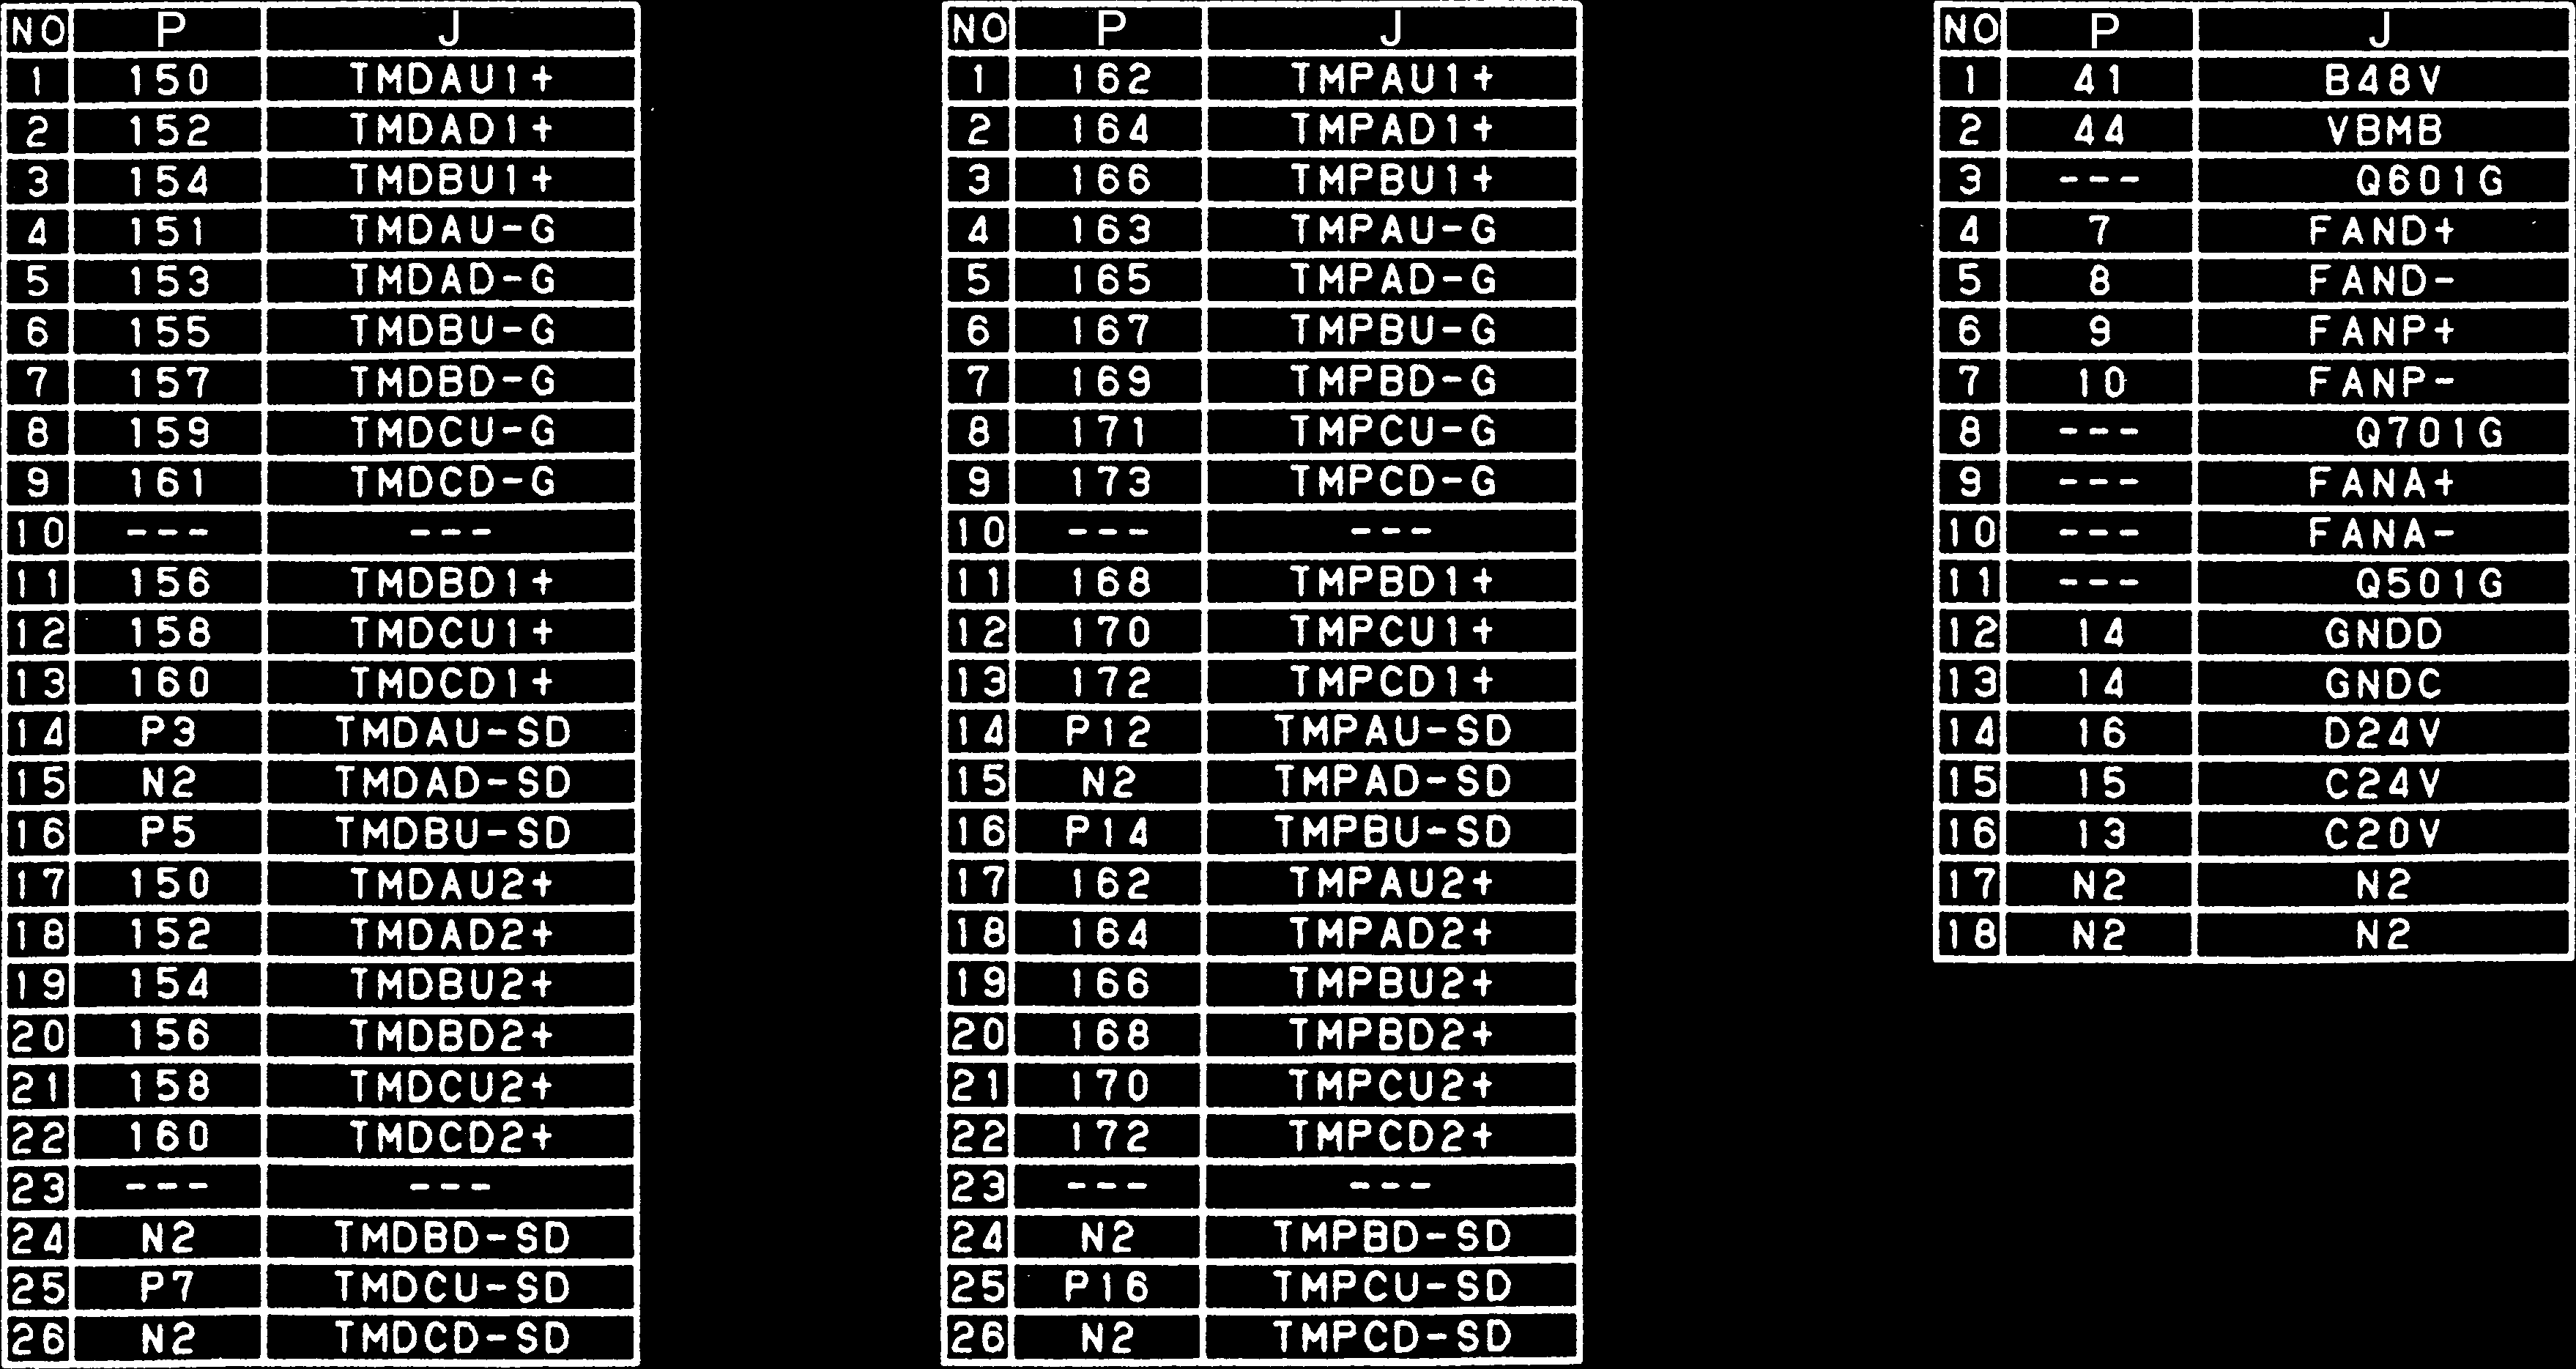 NO P J
1 150 TMDAU1+
2 152 TMDAD1+
3 154 TMDBU1+
4 151 TMDAU-G
5 153 TMDAD-G
6 155 TMDBU-G
7 157 TMDBD-G
8 159 TMDCU-G
9 161 TMDCD-G
10 --- ---
11 156 TMDBD1+
12 158 TMDCU1+
13 160 TMDCD1+
14 P3 TMDAU-SD
15 N2 TMDAD-SD
16 P5 TMDBU-SD
17 150 TMDAU2+
18 152 TMDAD2+
19 154 TMDBU2+
20 156 TMDBD2+
21 158 TMDCU2+
22 160 TMDCD2+
23 --- ---
24 N2 TMDBD-SD
25 P7 TMDCU-SD
26 N2 TMDCD-SD
NO P J
1 162 TMPAU1+
2 164 TMPAD1+
3 166 TMPBU1+
4 163 TMPAU-G
5 165 TMPAD-G
6 167 TMPBU-G
7 169 TMPBD-G
8 171 TMPCU-G
9 173 TMPCD-G
10 --- ---
11 168 TMPBD1+
12 170 TMPCU1+
13 172 TMPCD1+
14 P12 TMPAU-SD
15 N2 TMPAD-SD
16 P14 TMPBU-SD
17 162 TMPAU2+
18 164 TMPAD2+
19 166 TMPBU2+
20 168 TMPBD2+
21 170 TMPCU2+
22 172 TMPCD2+
23 --- ---
24 N2 TMPBD-SD
25 P16 TMPCU-SD
26 N2 TMPCD-SD
NO P J
1 41 B48V
2 44 VBMB
3 --- Q601G
4 7 FAND+
5 8 FAND-
6 9 FANP+
7 10 FANP-
8 --- Q701G
9 --- FANA+
10 --- FANA-
11 --- Q501G
12 14 GNDD
13 14 GNDC
14 16 D24V
15 15 C24V
16 13 C20V
17 N2 N2
18 N2 N2